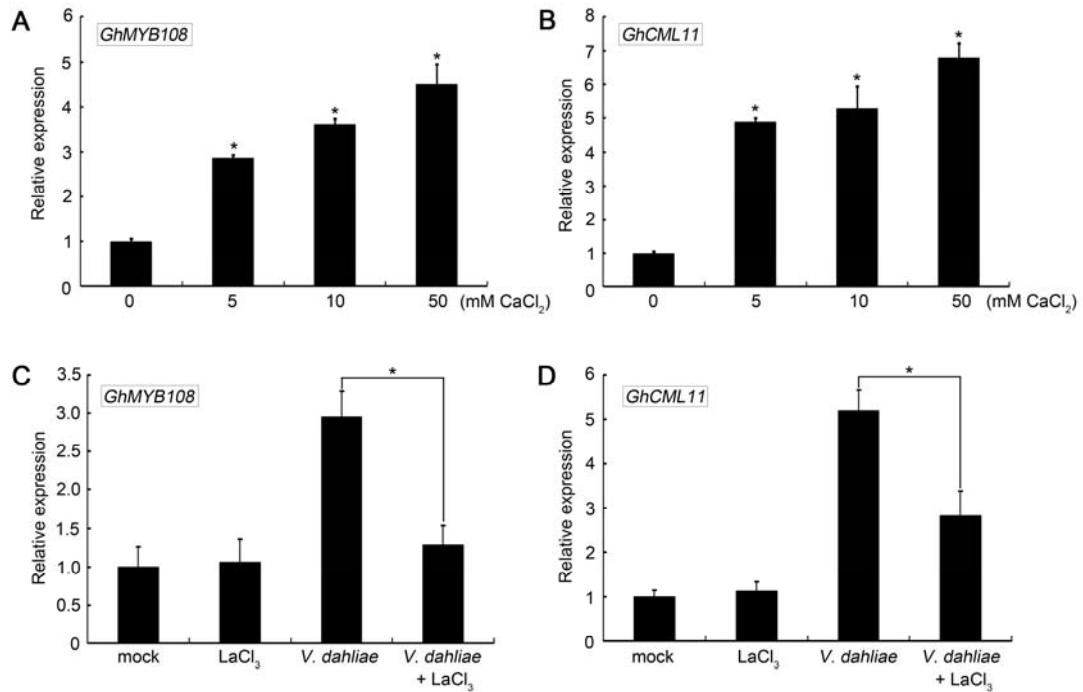 A
GhMYB108
Relative expression
6
5
4
3
2
1
0
*
*
*
0 5 10 50 (mM CaCl₂)
B
GhCML11
Relative expression
8
7
6
5
4
3
2
1
0
*
*
*
0 5 10 50 (mM CaCl₂)
C
GhMYB108
Relative expression
3.5
3.0
2.5
2.0
1.5
1.0
0.5
0
*
mock LaCl₃ V. dahliae V. dahliae
+ LaCl₃
D
GhCML11
Relative expression
6
5
4
3
2
1
0
*
mock LaCl₃ V. dahliae V. dahliae
+ LaCl₃